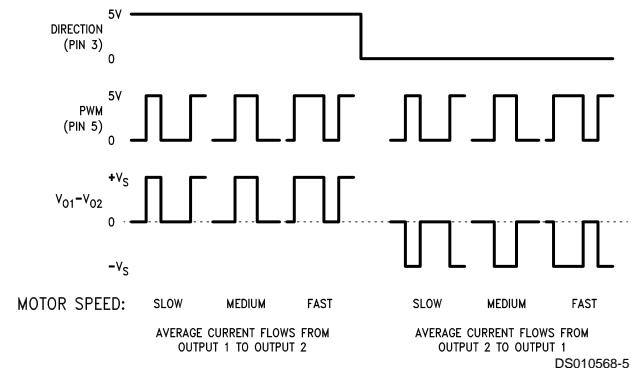 5V
DIRECTION
(PIN 3)
0
5V
PWM
(PIN 5)
0
+VS
VO1–VO2
0
–VS
MOTOR SPEED: SLOW MEDIUM FAST SLOW MEDIUM FAST
AVERAGE CURRENT FLOWS FROM
OUTPUT 1 TO OUTPUT 2
AVERAGE CURRENT FLOWS FROM
OUTPUT 2 TO OUTPUT 1
DS010568-5